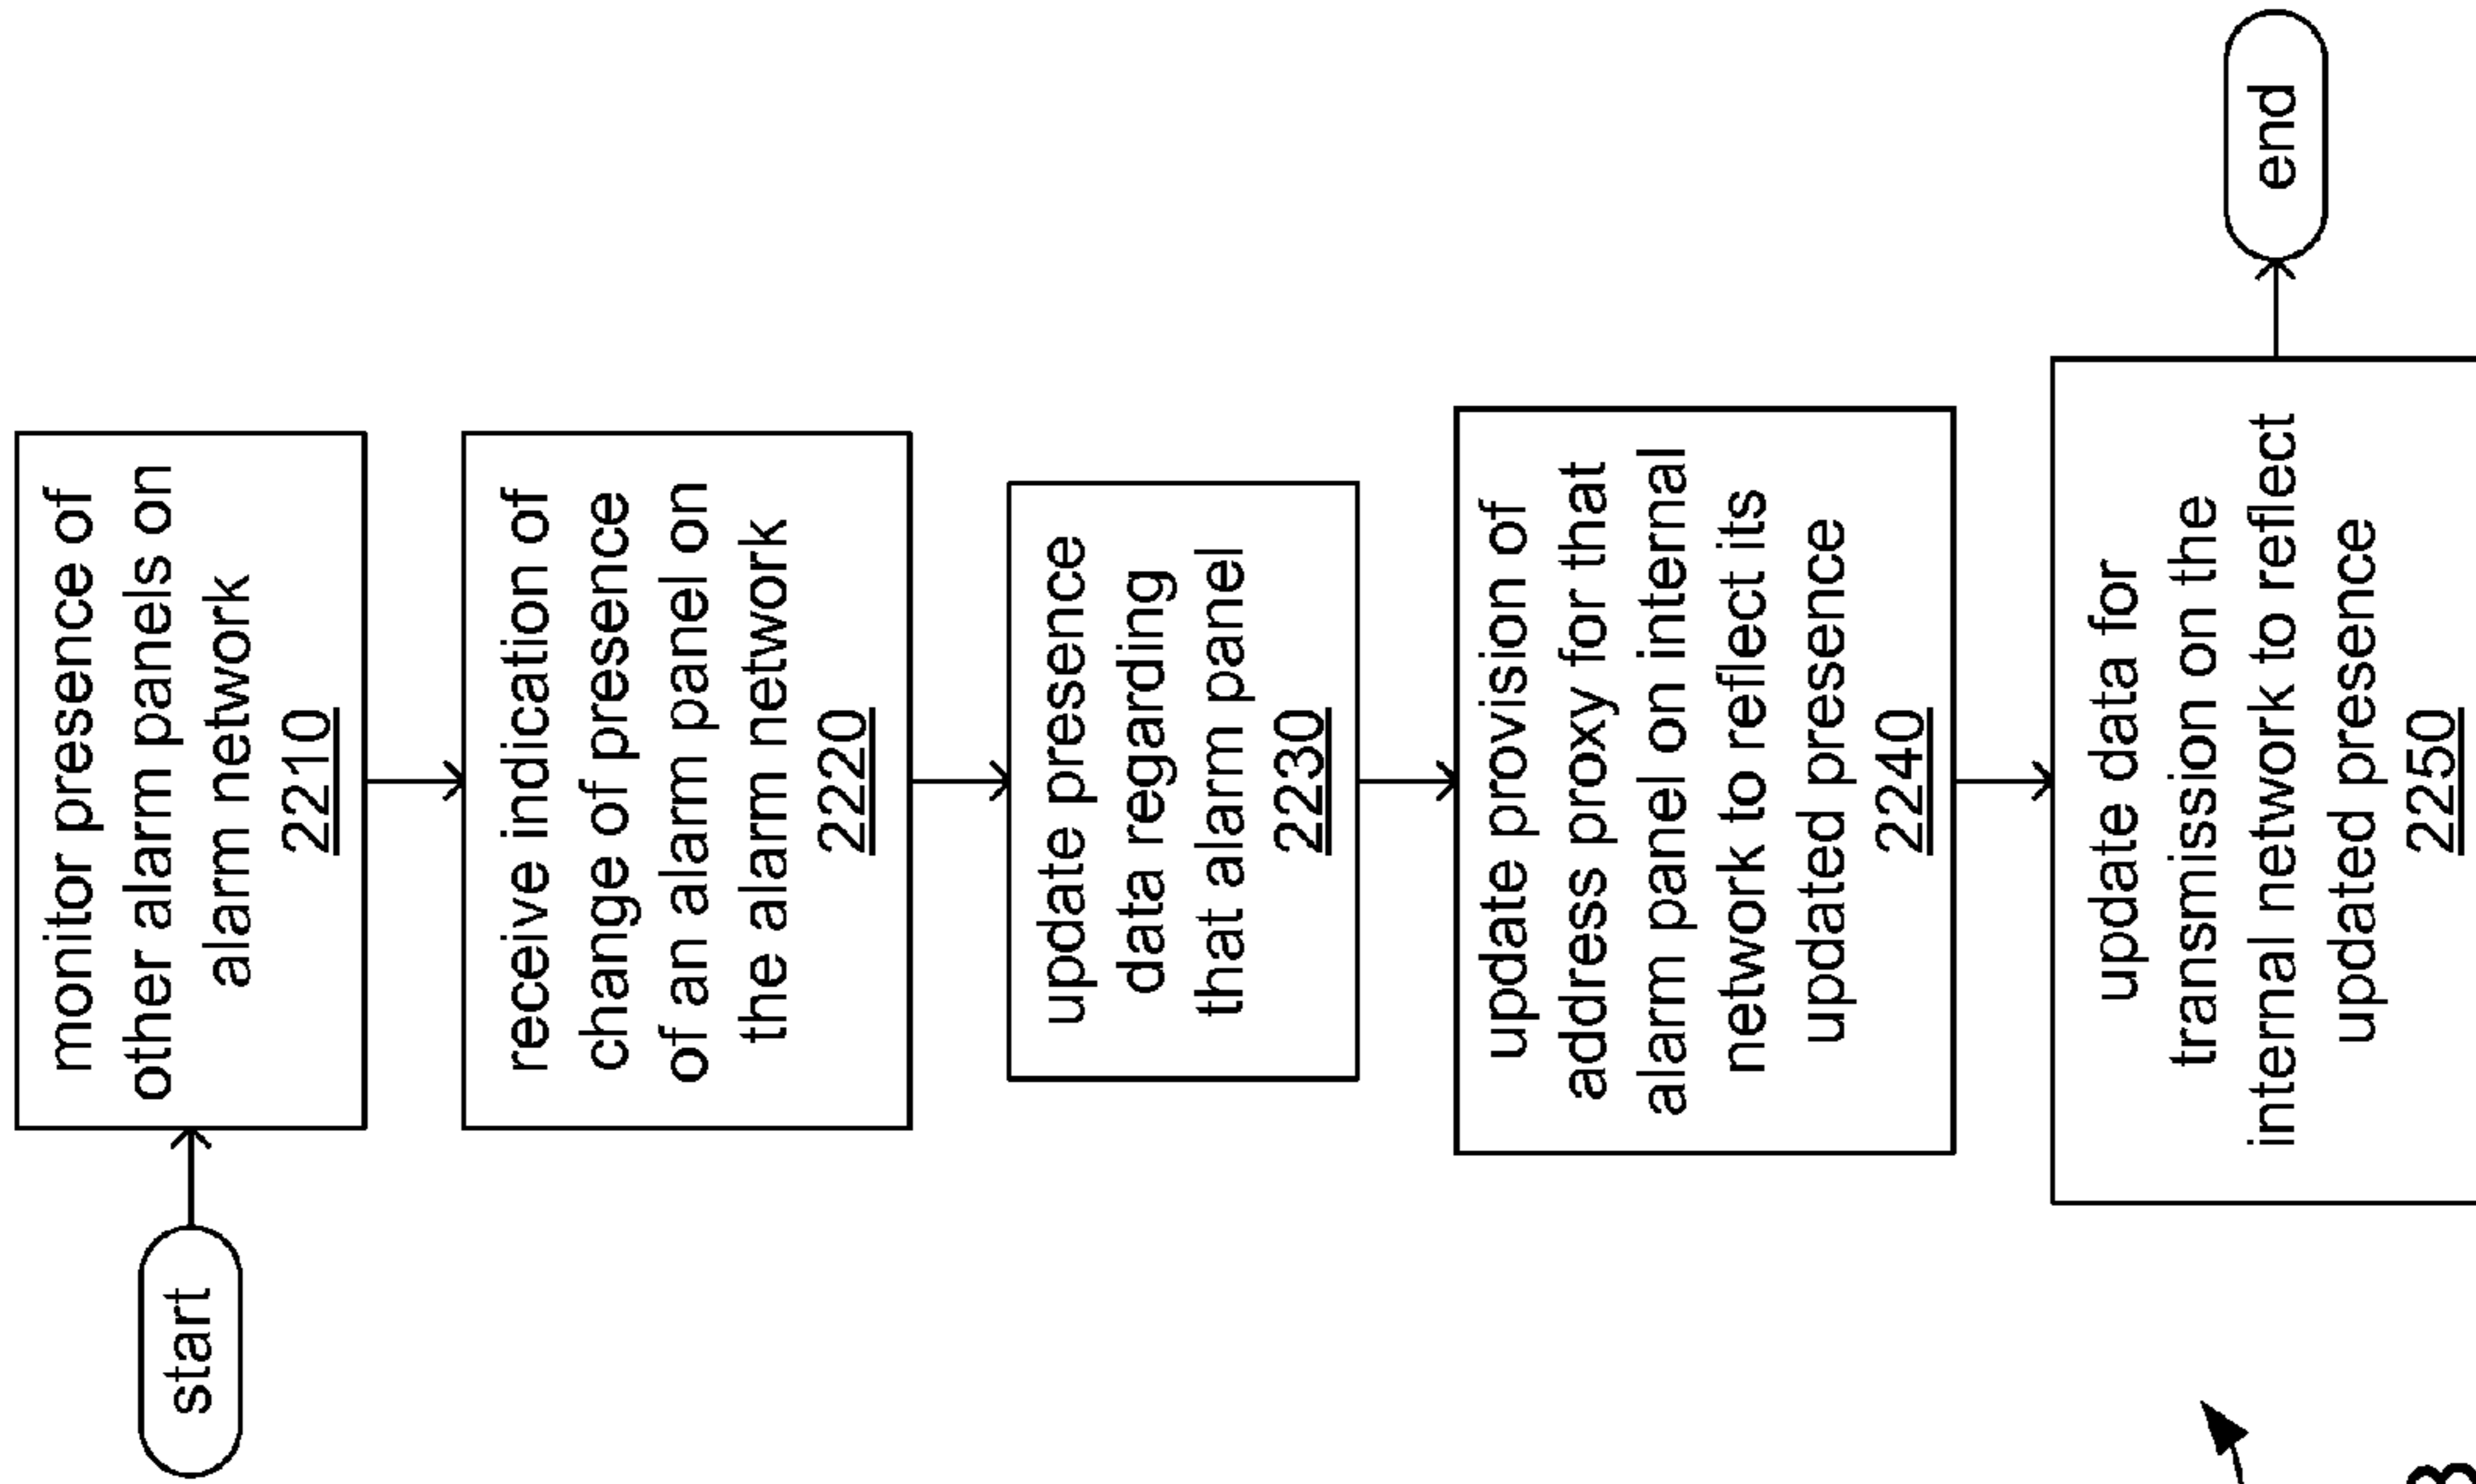 start
monitor presence of
other alarm panels on
alarm network
2210
receive indication of
change of presence
of an alarm panel on
the alarm network
2220
update presence
data regarding
that alarm panel
2230
update provision of
address proxy for that
alarm panel on internal
network to reflect its
updated presence
2240
update data for
transmission on the
internal network to reflect
updated presence
2250
end